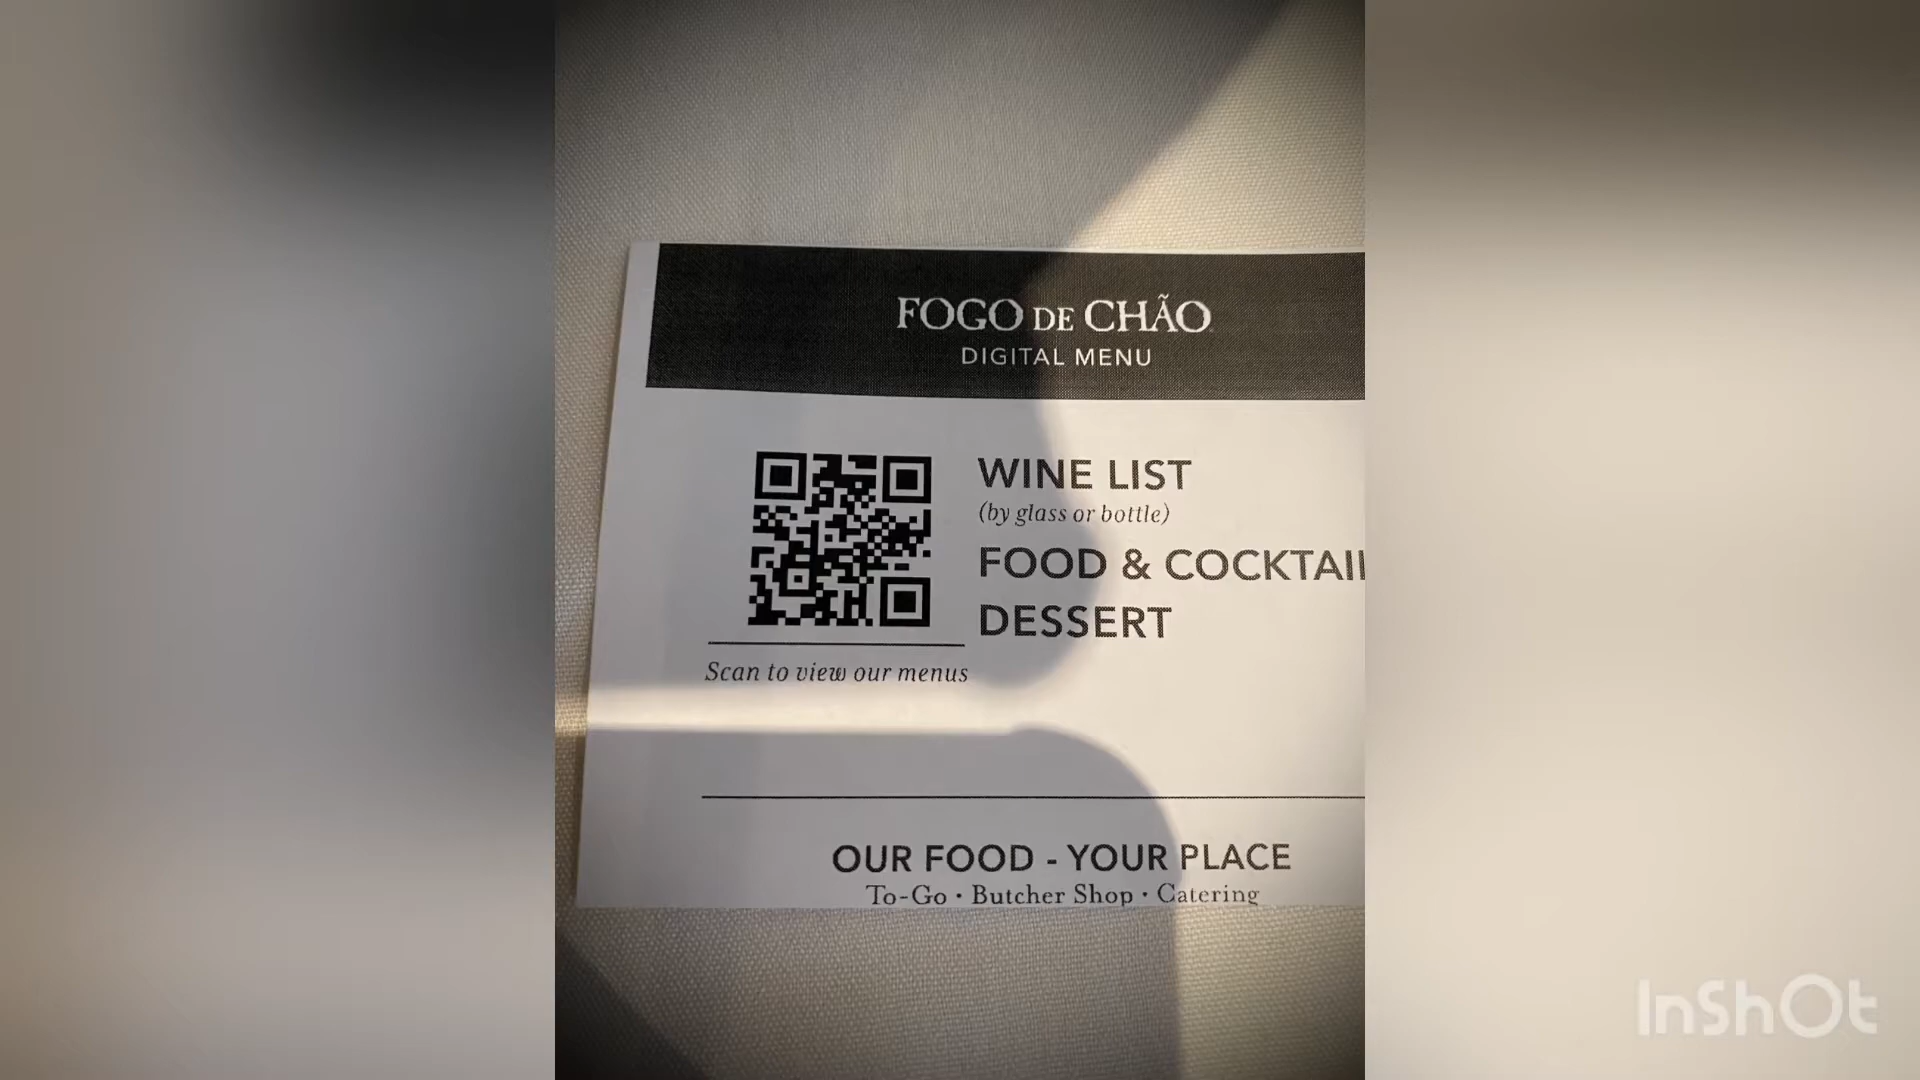 FOGO DE CHÃO
DIGITAL MENU
WINE LIST
(by glass or bottle)
FOOD & COCKTAIL
DESSERT
Scan to view our menus
OUR FOOD - YOUR PLACE
To-Go • Butcher Shop • Catering
InShOt